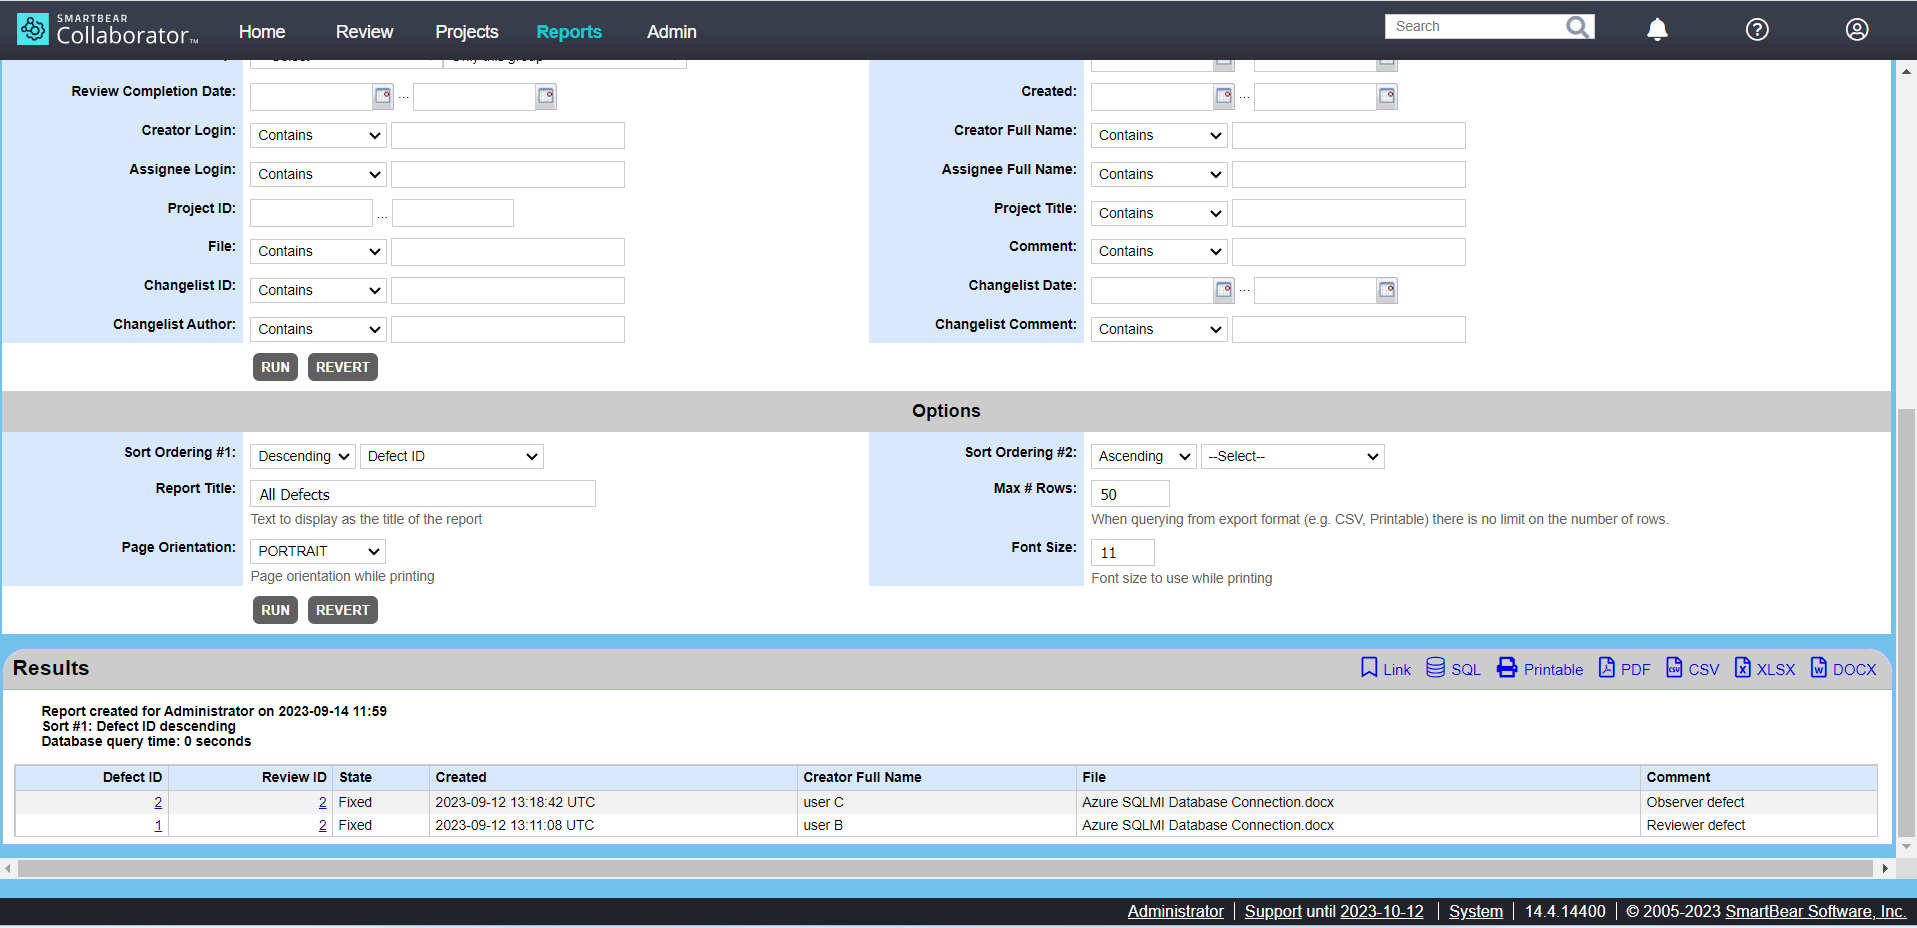 SMARTBEAR
Collaborator™
Home Review Projects Reports Admin
Search
Review Completion Date: ... Created: ...
Creator Login: Contains Creator Full Name: Contains
Assignee Login: Contains Assignee Full Name: Contains
Project ID: ... Project Title: Contains
File: Contains Comment: Contains
Changelist ID: Contains Changelist Date: ...
Changelist Author: Contains Changelist Comment: Contains
RUN REVERT
Options
Sort Ordering #1: Descending Defect ID Sort Ordering #2: Ascending --Select--
Report Title: All Defects Max # Rows: 50
Text to display as the title of the report When querying from export format (e.g. CSV, Printable) there is no limit on the number of rows.
Page Orientation: PORTRAIT Font Size: 11
Page orientation while printing Font size to use while printing
RUN REVERT
Results Link SQL Printable PDF CSV XLSX DOCX
Report created for Administrator on 2023-09-14 11:59
Sort #1: Defect ID descending
Database query time: 0 seconds
Defect ID Review ID State Created Creator Full Name File Comment
2 2 Fixed 2023-09-12 13:18:42 UTC user C Azure SQLMI Database Connection.docx Observer defect
1 2 Fixed 2023-09-12 13:11:08 UTC user B Azure SQLMI Database Connection.docx Reviewer defect
Administrator | Support until 2023-10-12 | System | 14.4.14400 | © 2005-2023 SmartBear Software, Inc.